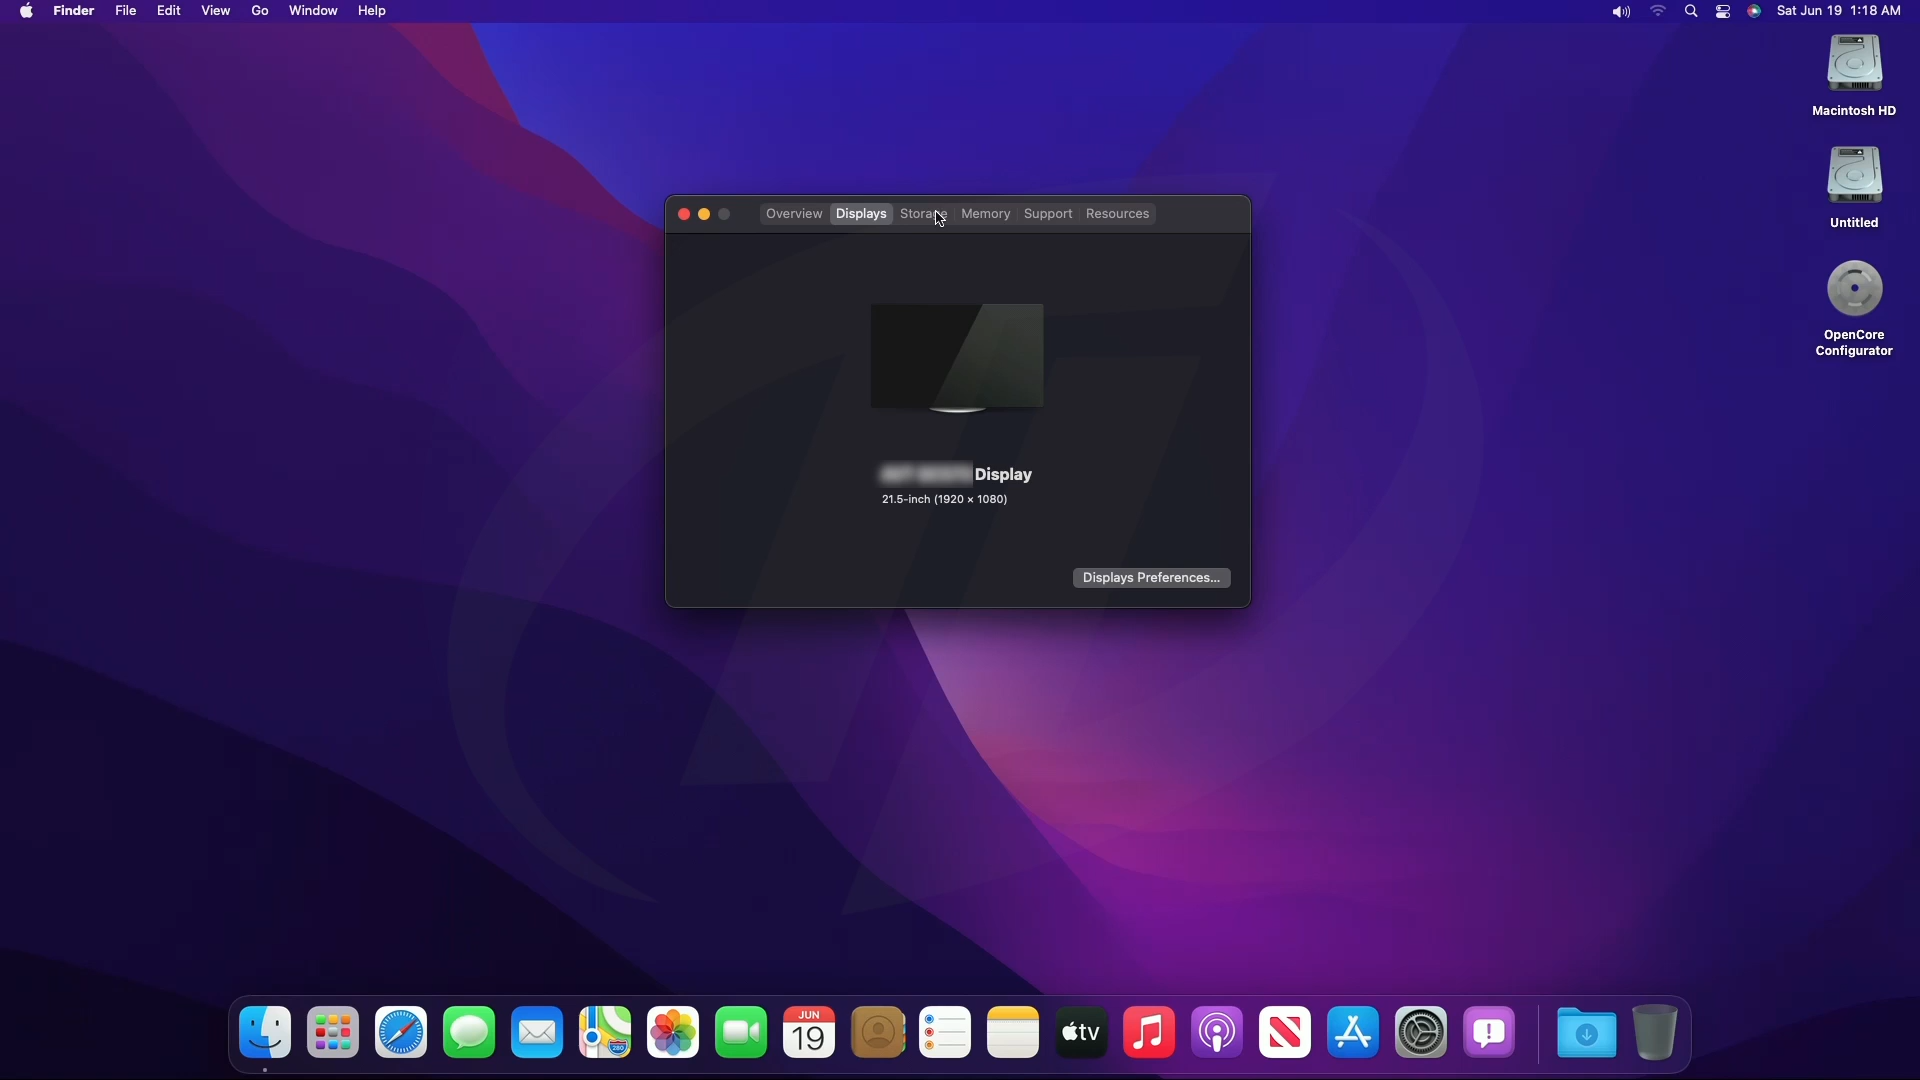 Finder File Edit View Go Window Help Sat Jun 19 1:18 AM
Macintosh HD
Untitled
OpenCore
Configurator
Overview Displays Storage Memory Support Resources
Display
21.5-inch (1920 × 1080)
Displays Preferences...
JUN
19
280
tv